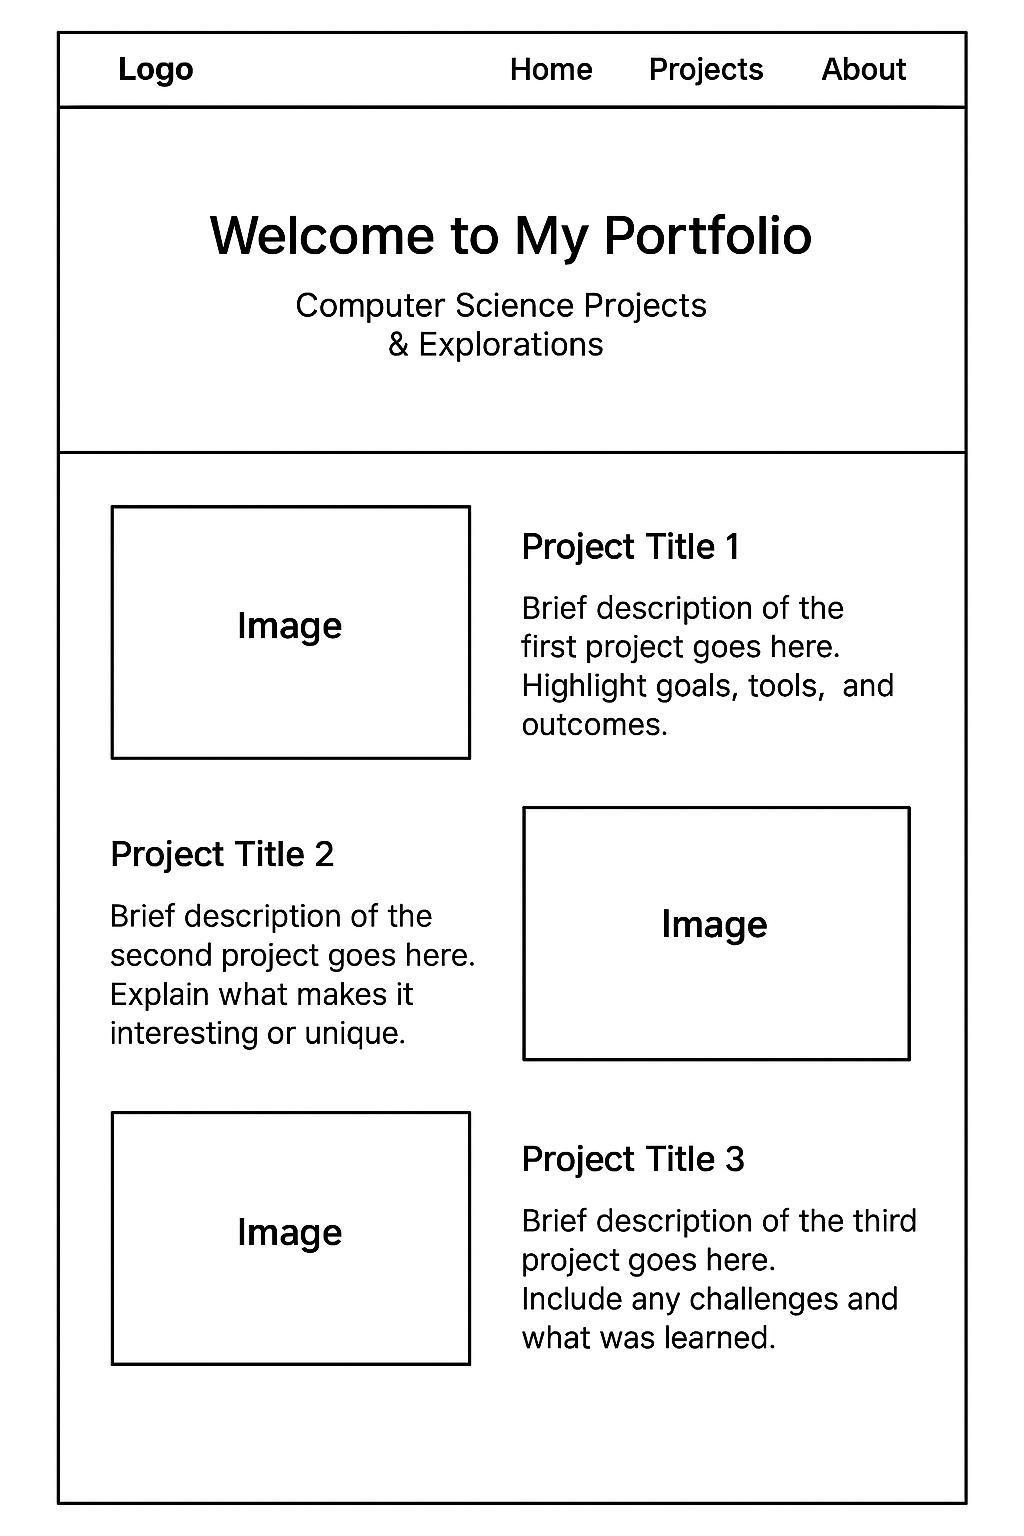 Logo
Home Projects About
Welcome to My Portfolio
Computer Science Projects
& Explorations
Image
Project Title 1
Brief description of the
first project goes here.
Highlight goals, tools, and
outcomes.
Project Title 2
Brief description of the
second project goes here.
Explain what makes it
interesting or unique.
Image
Image
Project Title 3
Brief description of the third
project goes here.
Include any challenges and
what was learned.